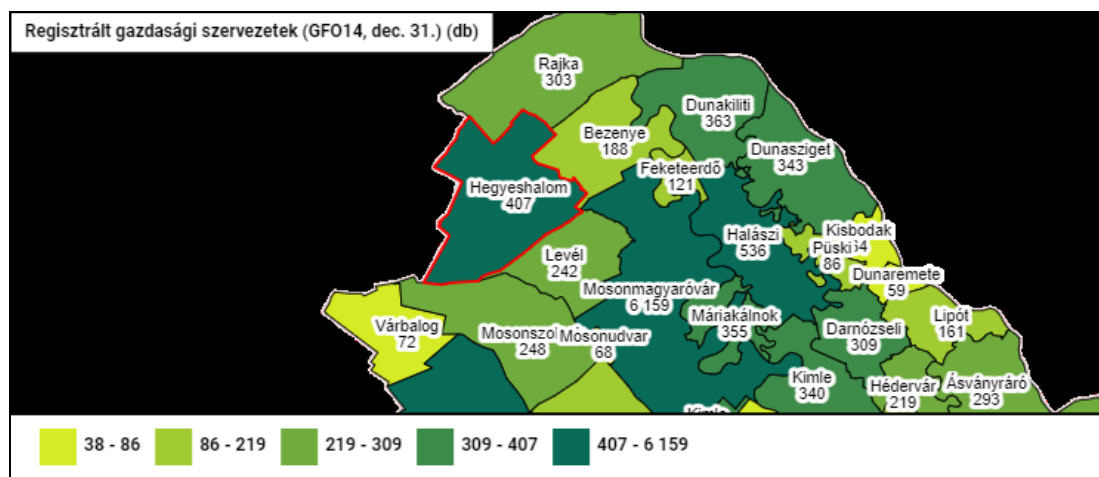 Regisztrált gazdasági szervezetek (GFO14, dec. 31.) (db)
Rajka
303
Dunakiliti
363
Bezenye
188
Dunasziget
343
Feketeerdő
121
Hegyeshalom
407
Halászi
536
Kisbodak
Püski
86
Levél
242
Dunaremete
59
Mosonmagyaróvár
6 159
Máriakálnok
355
Lipót
161
Várbalog
72
Mosonszol
248
Mosonudvar
68
Darnózseli
309
Kimle
340
Hédervár
219
Ásványráró
293
38 - 86
86 - 219
219 - 309
309 - 407
407 - 6 159